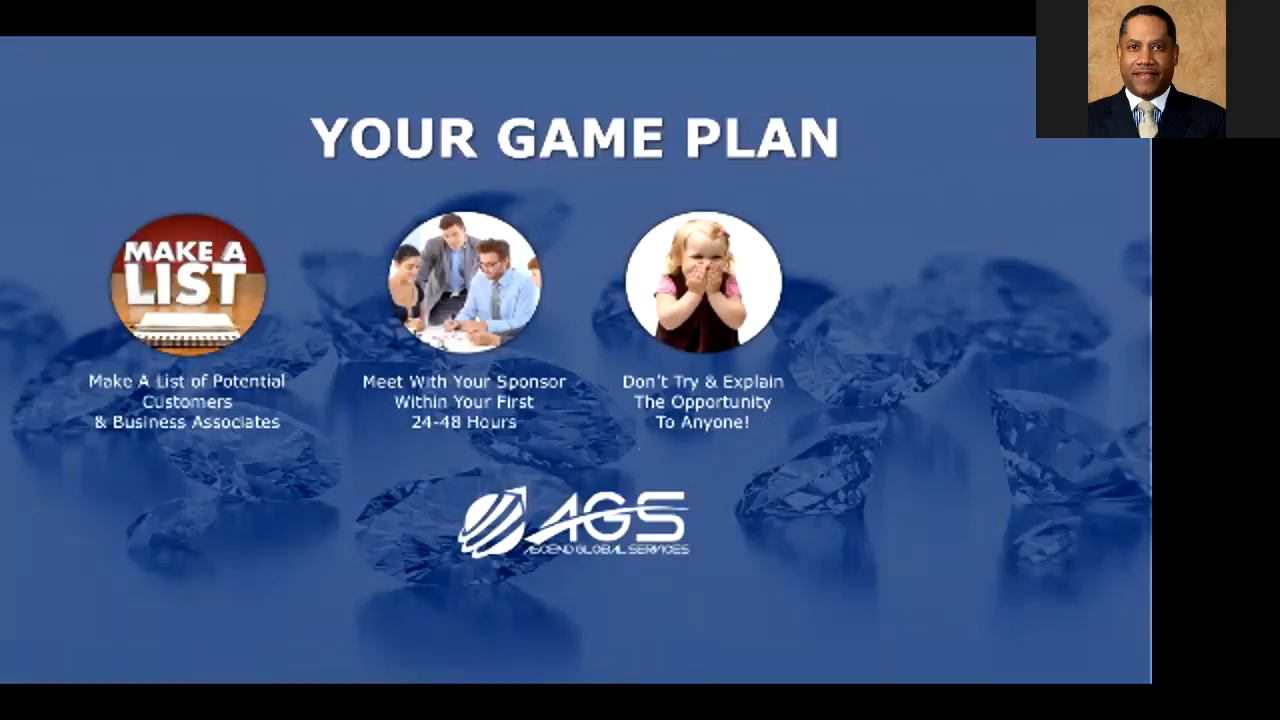 YOUR GAME PLAN
MAKE A
LIST
Make A List of Potential
Customers
& Business Associates
Meet With Your Sponsor
Within Your First
24-48 Hours
Don't Try & Explain
The Opportunity
To Anyone!
AGS
ASCEND GLOBAL SERVICES